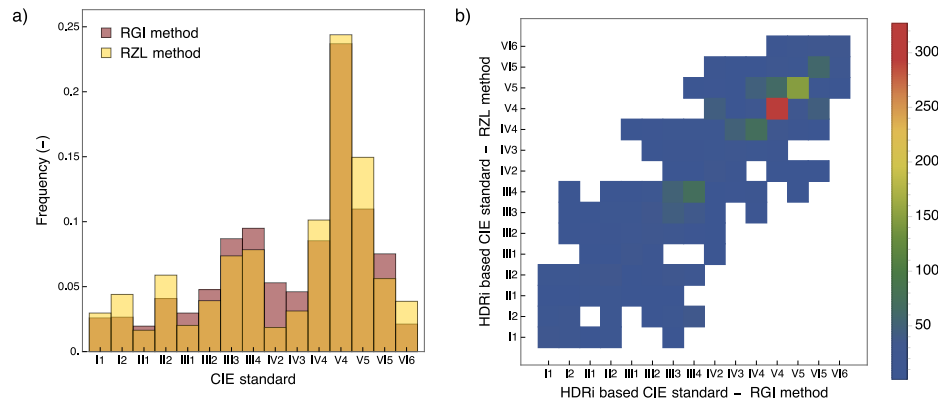 a)
RGI method
RZL method
Frequency (−)
0.25
0.2
0.15
0.1
0.05
0.
I1 I2 II1 II2 III1 III2 III3 III4 IV2 IV3 IV4 V4 V5 VI5 VI6
CIE standard
b)
HDRi based CIE standard − RZL method
VI6
VI5
V5
V4
IV4
IV3
IV2
III4
III3
III2
III1
II2
II1
I2
I1
I1 I2 II1 II2 III1 III2 III3 III4 IV2 IV3 IV4 V4 V5 VI5 VI6
HDRi based CIE standard − RGI method
300
250
200
150
100
50